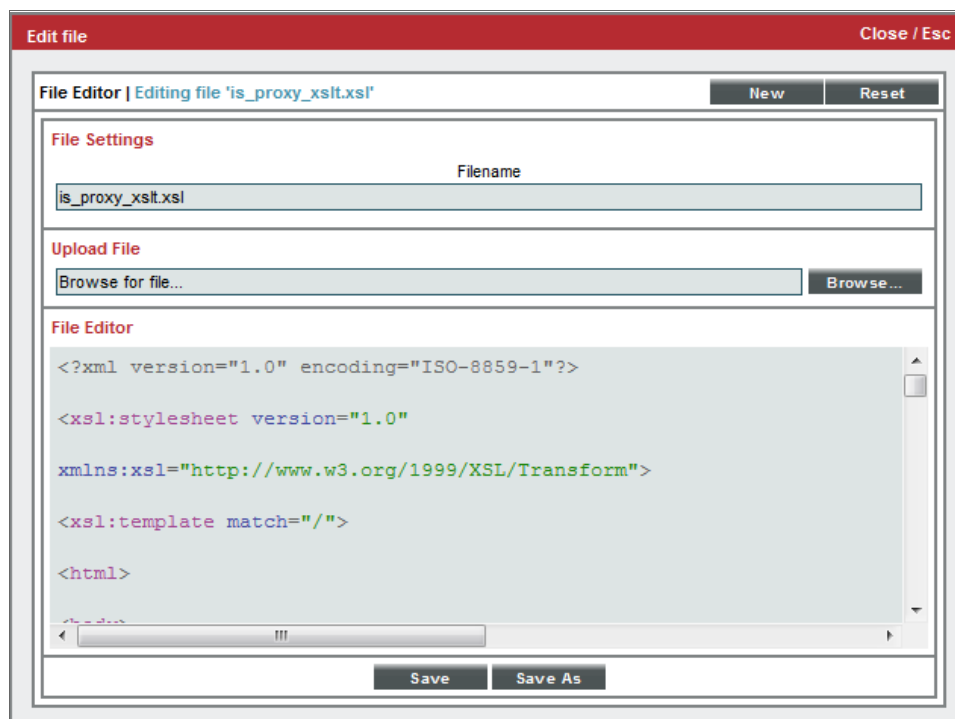 Edit file
Close / Esc
File Editor | Editing file 'is_proxy_xslt.xsl'
New
Reset
File Settings
Filename
is_proxy_xslt.xsl
Upload File
Browse for file...
Browse...
File Editor
<?xml version="1.0" encoding="ISO-8859-1"?>
<xsl:stylesheet version="1.0"
xmlns:xsl="http://www.w3.org/1999/XSL/Transform">
<xsl:template match="/">
<html>
Save
Save As